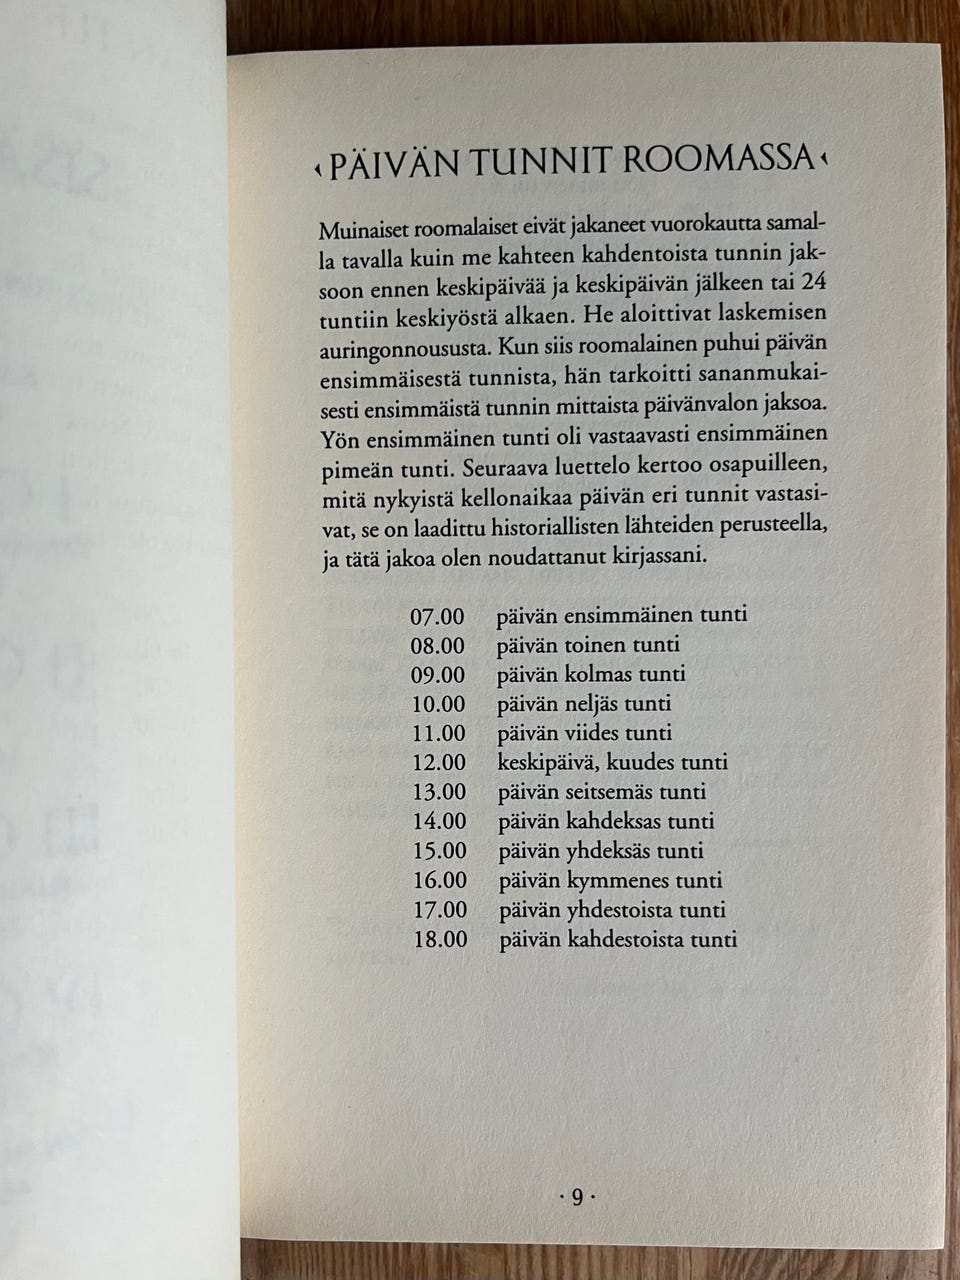 ‹ PÄIVÄN TUNNIT ROOMASSA ‹
Muinaiset roomalaiset eivät jakaneet vuorokautta samal-
la tavalla kuin me kahteen kahdentoista tunnin jak-
soon ennen keskipäivää ja keskipäivän jälkeen tai 24
tuntiin keskiyöstä alkaen. He aloittivat laskemisen
auringonnoususta. Kun siis roomalainen puhui päivän
ensimmäisestä tunnista, hän tarkoitti sananmukai-
sesti ensimmäistä tunnin mittaista päivänvalon jaksoa.
Yön ensimmäinen tunti oli vastaavasti ensimmäinen
pimeän tunti. Seuraava luettelo kertoo osapuilleen,
mitä nykyistä kellonaikaa päivän eri tunnit vastasi-
vat, se on laadittu historiallisten lähteiden perusteella,
ja tätä jakoa olen noudattanut kirjassani.
07.00 päivän ensimmäinen tunti
08.00 päivän toinen tunti
09.00 päivän kolmas tunti
10.00 päivän neljäs tunti
11.00 päivän viides tunti
12.00 keskipäivä, kuudes tunti
13.00 päivän seitsemäs tunti
14.00 päivän kahdeksas tunti
15.00 päivän yhdeksäs tunti
16.00 päivän kymmenes tunti
17.00 päivän yhdestoista tunti
18.00 päivän kahdestoista tunti
· 9 ·